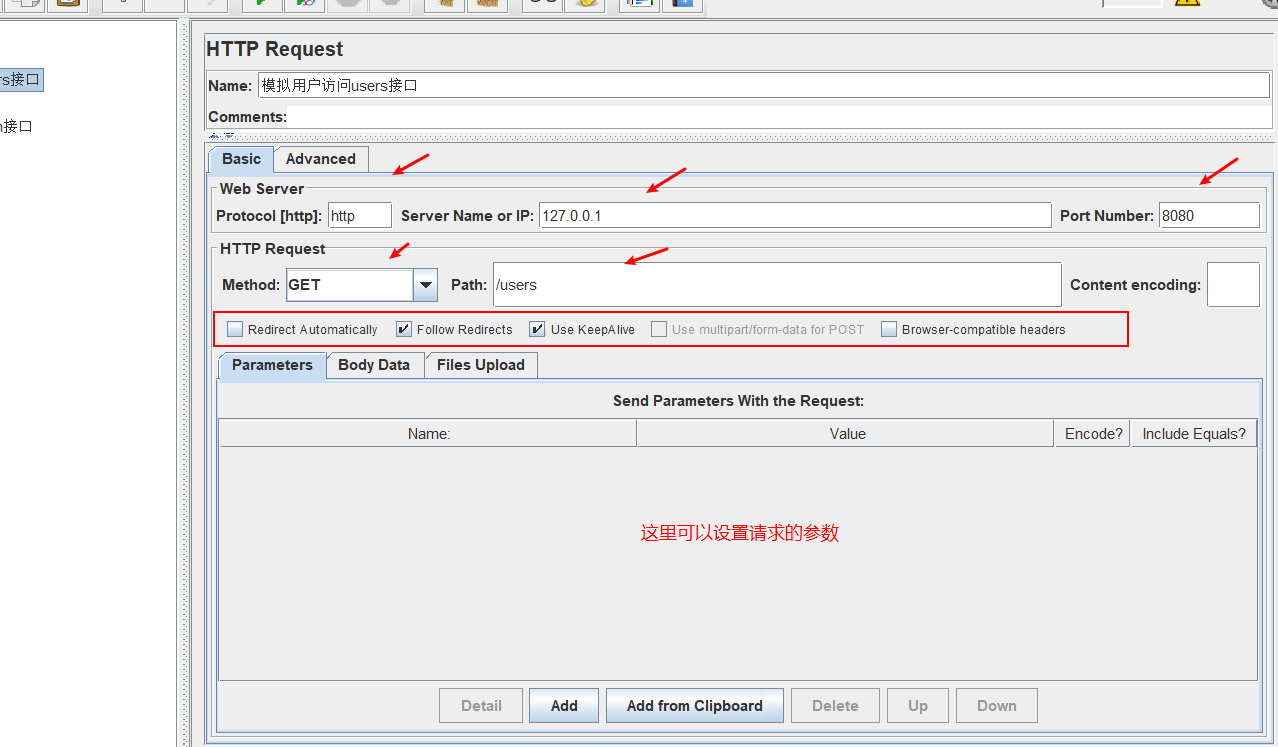 HTTP Request
Name: 模拟用户访问users接口
rs接口
Comments:
n接口
Basic Advanced
Web Server
Protocol [http]: http Server Name or IP: 127.0.0.1 Port Number: 8080
HTTP Request
Method: GET Path: /users Content encoding:
Redirect Automatically Follow Redirects Use KeepAlive Use multipart/form-data for POST Browser-compatible headers
Parameters Body Data Files Upload
Send Parameters With the Request:
Name: Value Encode? Include Equals?
这里可以设置请求的参数
Detail Add Add from Clipboard Delete Up Down